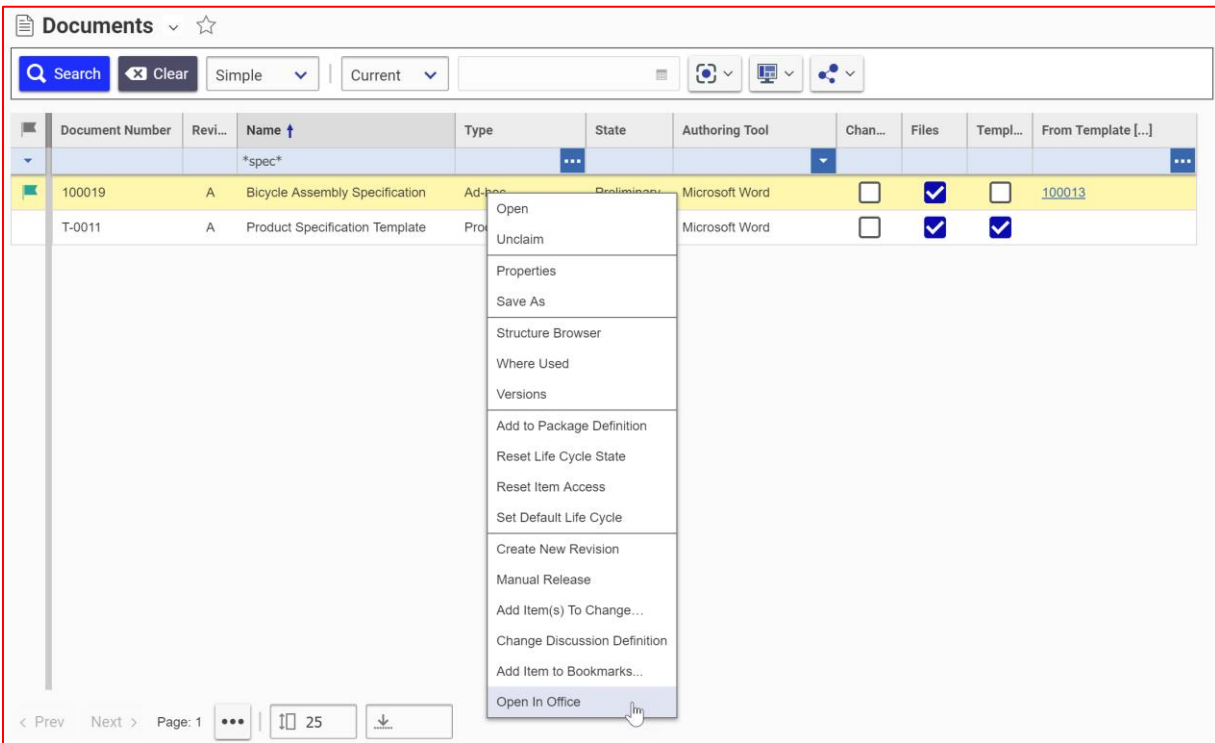 Documents
Search Clear Simple Current
Document Number Revi... Name Type State Authoring Tool Chan... Files Templ... From Template [...]
*spec*
100019 A Bicycle Assembly Specification Ad-hoc Preliminary Microsoft Word 100013
T-0011 A Product Specification Template Microsoft Word
Open
Unclaim
Properties
Save As
Structure Browser
Where Used
Versions
Add to Package Definition
Reset Life Cycle State
Reset Item Access
Set Default Life Cycle
Create New Revision
Manual Release
Add Item(s) To Change...
Change Discussion Definition
Add Item to Bookmarks...
Open In Office
< Prev Next > Page: 1 ••• 25